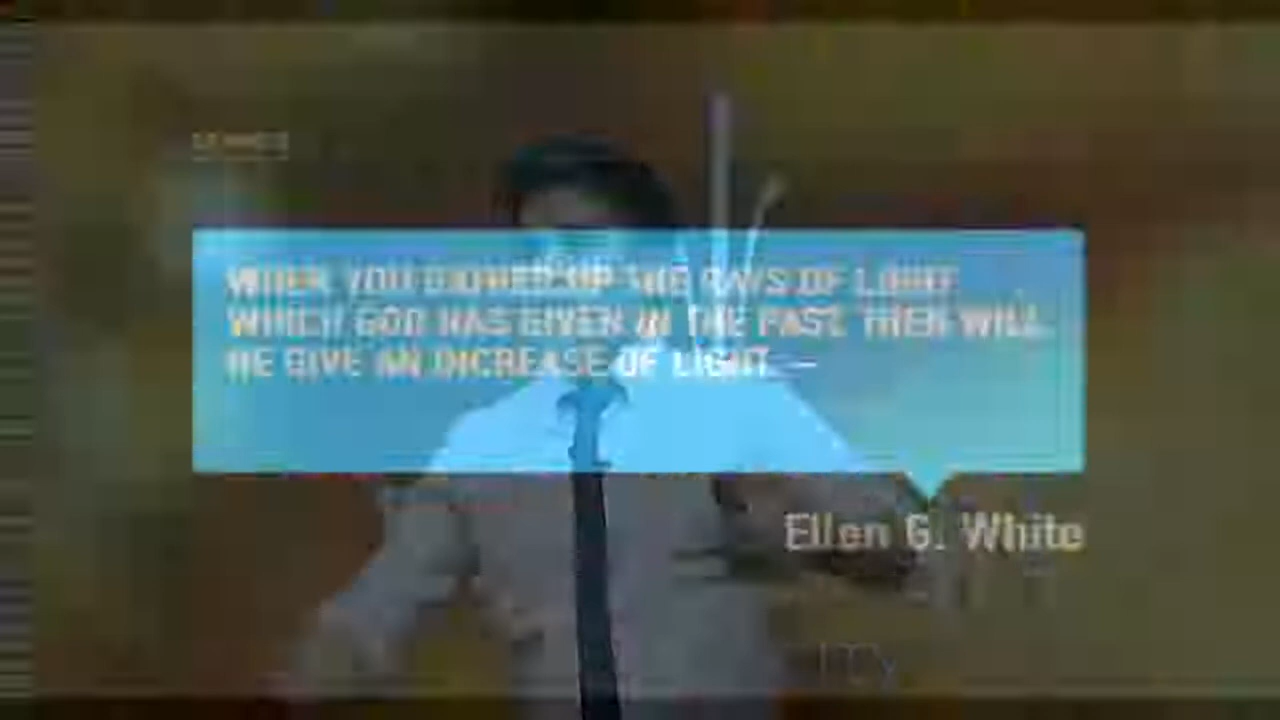 WHEN YOU GATHER UP THE RAYS OF LIGHT
WHICH GOD HAS GIVEN IN THE PAST, THEN WILL
HE GIVE AN INCREASE OF LIGHT. –
Ellen G. White